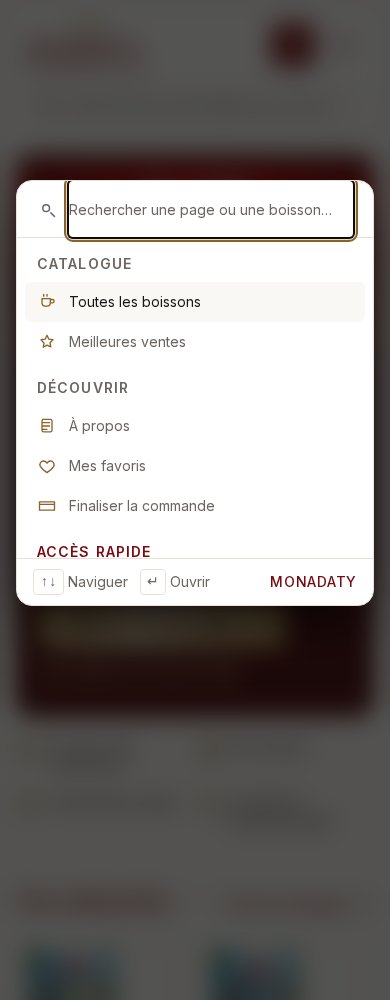 Rechercher une page ou une boisson…
CATALOGUE
Toutes les boissons
Meilleures ventes
DÉCOUVRIR
À propos
Mes favoris
Finaliser la commande
ACCÈS RAPIDE
↑↓ Naviguer ↵ Ouvrir MONADATY